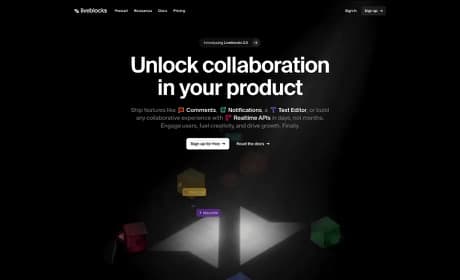 liveblocks Product Resources Docs Pricing Sign in Sign up →
Introducing Liveblocks 2.0 →
Unlock collaboration
in your product
Ship features like Comments, Notifications, a Text Editor, or build
any collaborative experience with Realtime APIs in days, not months.
Engage users, fuel creativity, and drive growth. Finally.
Sign up for free → Read the docs →